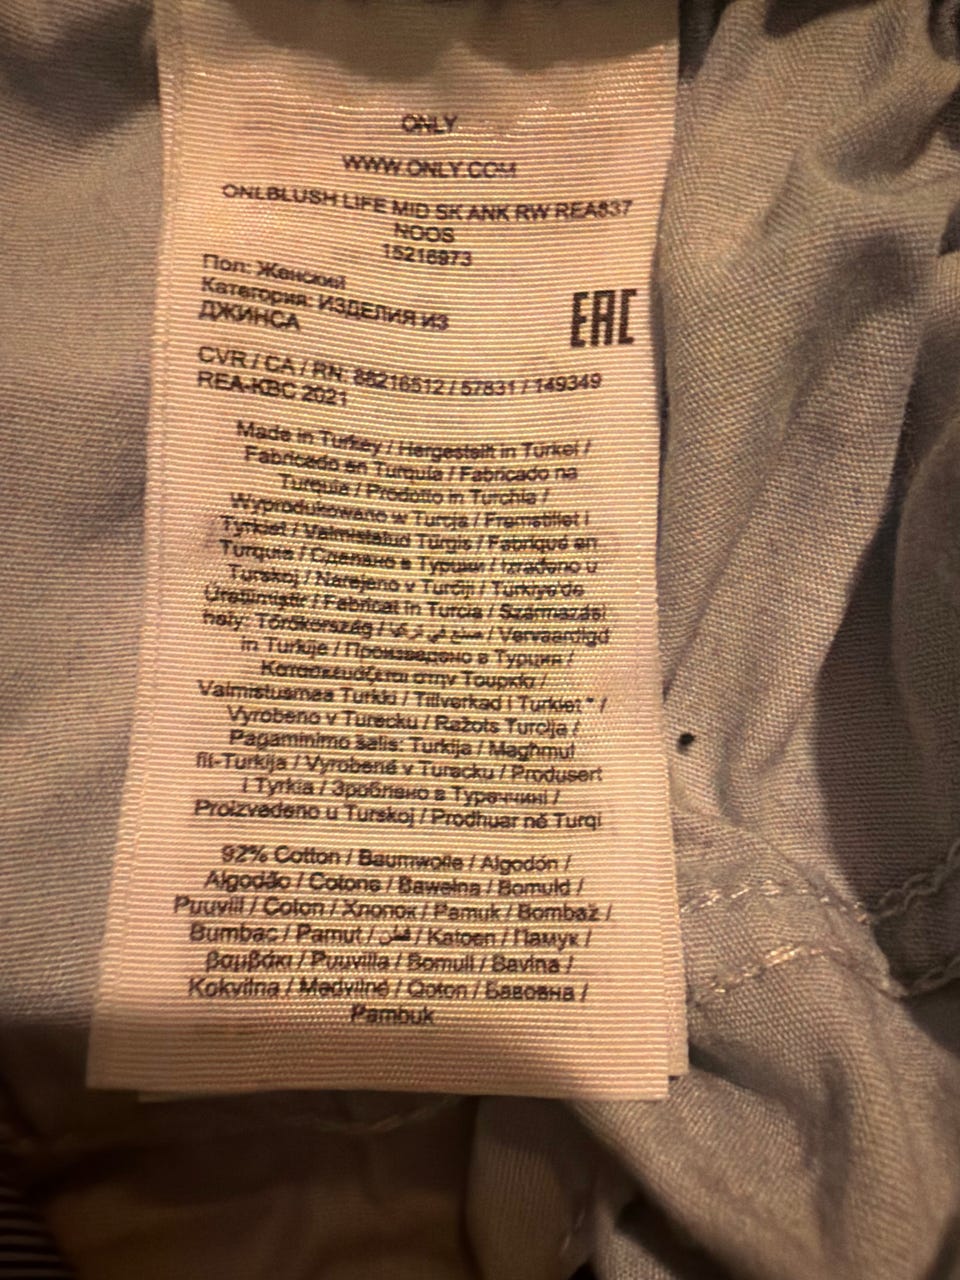 ONLY
WWW.ONLY.COM
ONLBLUSH LIFE MID SK ANK RW REA837
NOOS
15216973
Пол: Женский
Категория: ИЗДЕЛИЯ ИЗ
ДЖИНСА
EAC
CVR / CA / RN: 88216512 / 57831 / 149349
REA-KBC 2021
Made in Turkey / Hergestellt in Türkei /
Fabricado en Turquía / Fabricado na
Turquia / Prodotto in Turchia /
Wyprodukowano w Turcja / Fremstillet i
Tyrkiet / Valmistatud Türgis / Fabriqué en
Turquie / Сделано в Турции / Izrađeno u
Turskoj / Narejeno v Turčiji / Türkiye'de
Üretilmiştir / Fabricat în Turcia / Származási
hely: Törökország / صنع في تركيا / Vervaardigd
in Turkije / Произведено в Турция /
Κατασκευάζεται στην Τουρκία /
Valmistusmaa Turkki / Tillverkad i Turkiet * /
Vyrobeno v Turecku / Ražots Turcija /
Pagaminimo šalis: Turkija / Magħmul
fit-Turkija / Vyrobené v Turecku / Produsert
i Tyrkia / Зроблено в Туреччині /
Proizvedeno u Turskoj / Prodhuar në Turqi
92% Cotton / Baumwolle / Algodón /
Algodão / Cotone / Bawełna / Bomuld /
Puuvill / Coton / Хлопок / Pamuk / Bombaž /
Bumbac / Pamut / قطن / Katoen / Памук /
βαμβάκι / Puuvilla / Bomull / Bavlna /
Kokvilna / Medvilnė / Qoton / Бавовна /
Pambuk